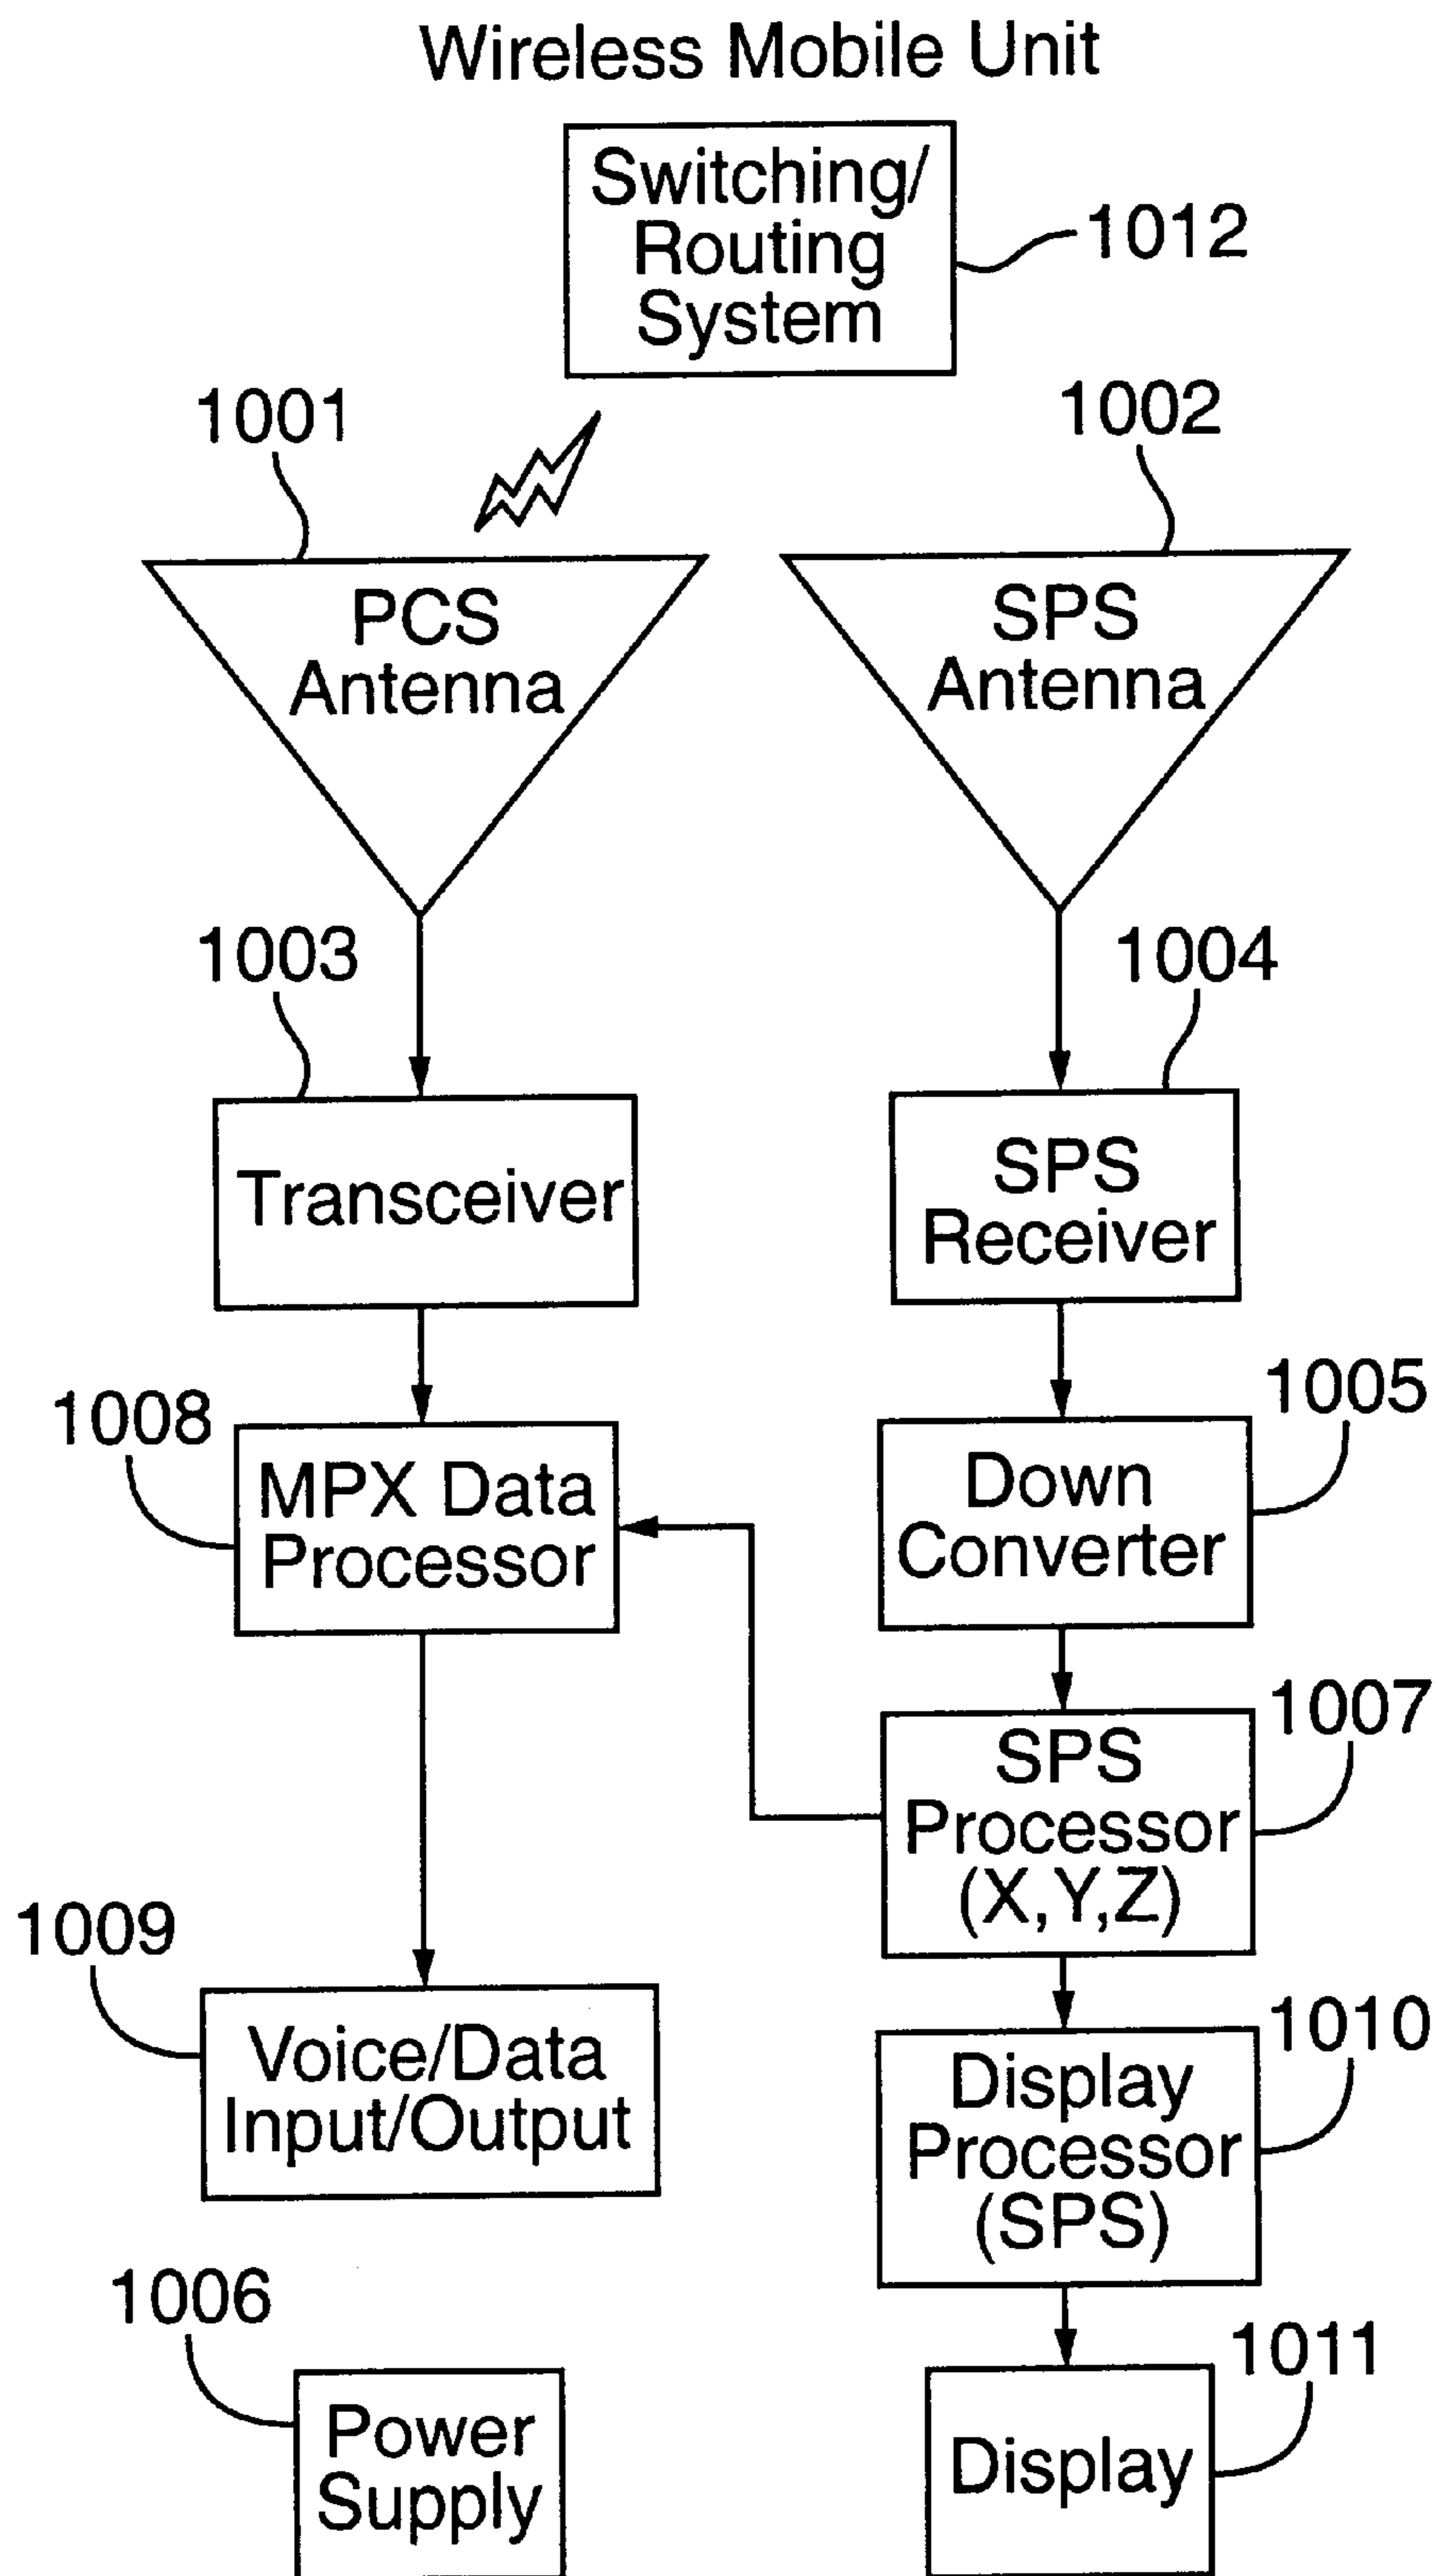 Wireless Mobile Unit
Switching/
Routing
System
1012
1001
1002
PCS
Antenna
SPS
Antenna
1003
1004
Transceiver
SPS
Receiver
1008
1005
MPX Data
Processor
Down
Converter
1007
SPS
Processor
(X,Y,Z)
1009
Voice/Data
Input/Output
1010
Display
Processor
(SPS)
1006
Power
Supply
1011
Display